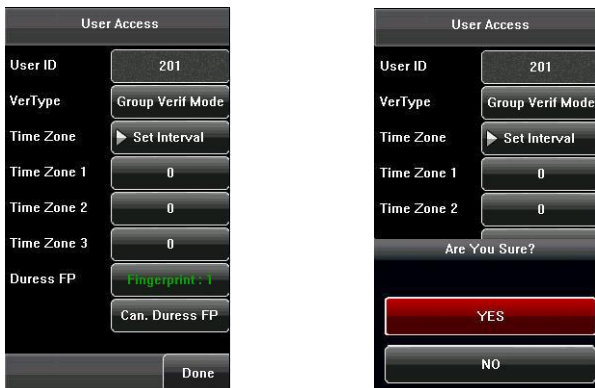 User Access
User ID 201
VerType Group Verif Mode
Time Zone Set Interval
Time Zone 1 0
Time Zone 2 0
Time Zone 3 0
Duress FP Fingerprint : 1
Can. Duress FP
Done
User Access
User ID 201
VerType Group Verif Mode
Time Zone Set Interval
Time Zone 1 0
Time Zone 2 0
Are You Sure?
YES
NO